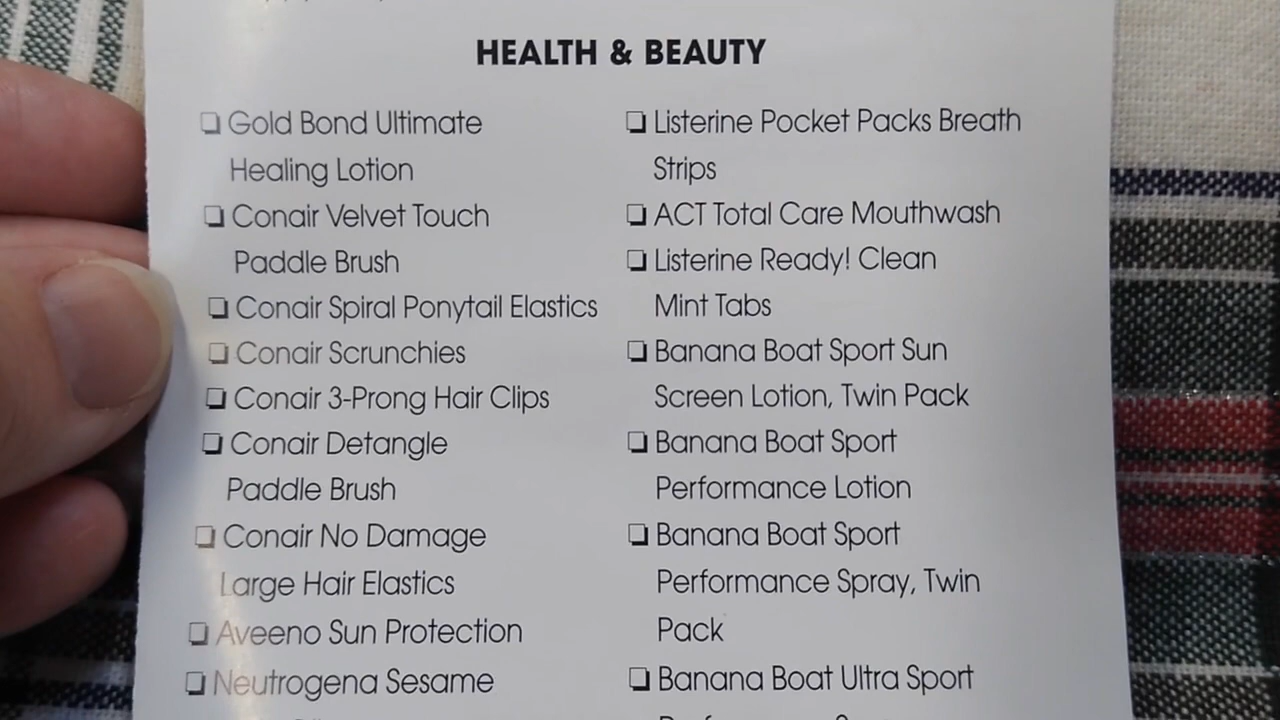 HEALTH & BEAUTY
❏ Gold Bond Ultimate
Healing Lotion
❏ Conair Velvet Touch
Paddle Brush
❏ Conair Spiral Ponytail Elastics
❏ Conair Scrunchies
❏ Conair 3-Prong Hair Clips
❏ Conair Detangle
Paddle Brush
❏ Conair No Damage
Large Hair Elastics
❏ Aveeno Sun Protection
❏ Neutrogena Sesame
❏ Listerine Pocket Packs Breath
Strips
❏ ACT Total Care Mouthwash
❏ Listerine Ready! Clean
Mint Tabs
❏ Banana Boat Sport Sun
Screen Lotion, Twin Pack
❏ Banana Boat Sport
Performance Lotion
❏ Banana Boat Sport
Performance Spray, Twin
Pack
❏ Banana Boat Ultra Sport